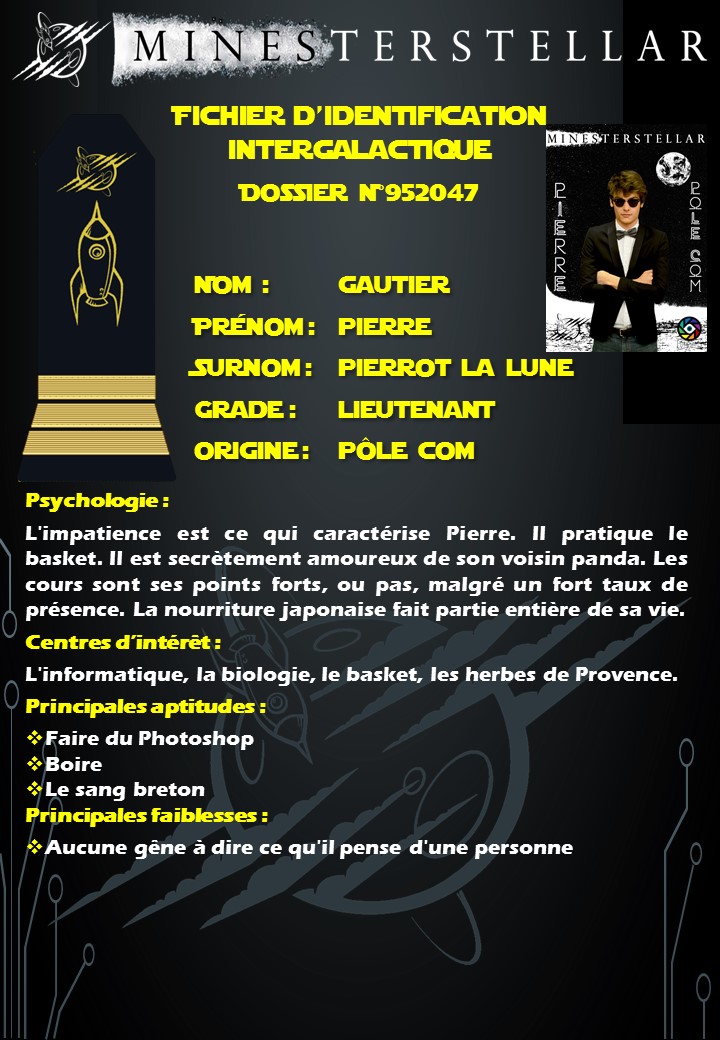 MINESTERSTELLAR
FICHIER D'IDENTIFICATION
INTERGALACTIQUE
DOSSIER N°952047
MINESTERSTELLAR
PIERRE
PÔLE COM
NOM : GAUTIER
PRÉNOM : PIERRE
SURNOM : PIERROT LA LUNE
GRADE : LIEUTENANT
ORIGINE : PÔLE COM
Psychologie :
L'impatience est ce qui caractérise Pierre. Il pratique le
basket. Il est secrètement amoureux de son voisin panda. Les
cours sont ses points forts, ou pas, malgré un fort taux de
présence. La nourriture japonaise fait partie entière de sa vie.
Centres d'intérêt :
L'informatique, la biologie, le basket, les herbes de Provence.
Principales aptitudes :
❖Faire du Photoshop
❖Boire
❖Le sang breton
Principales faiblesses :
❖Aucune gêne à dire ce qu'il pense d'une personne